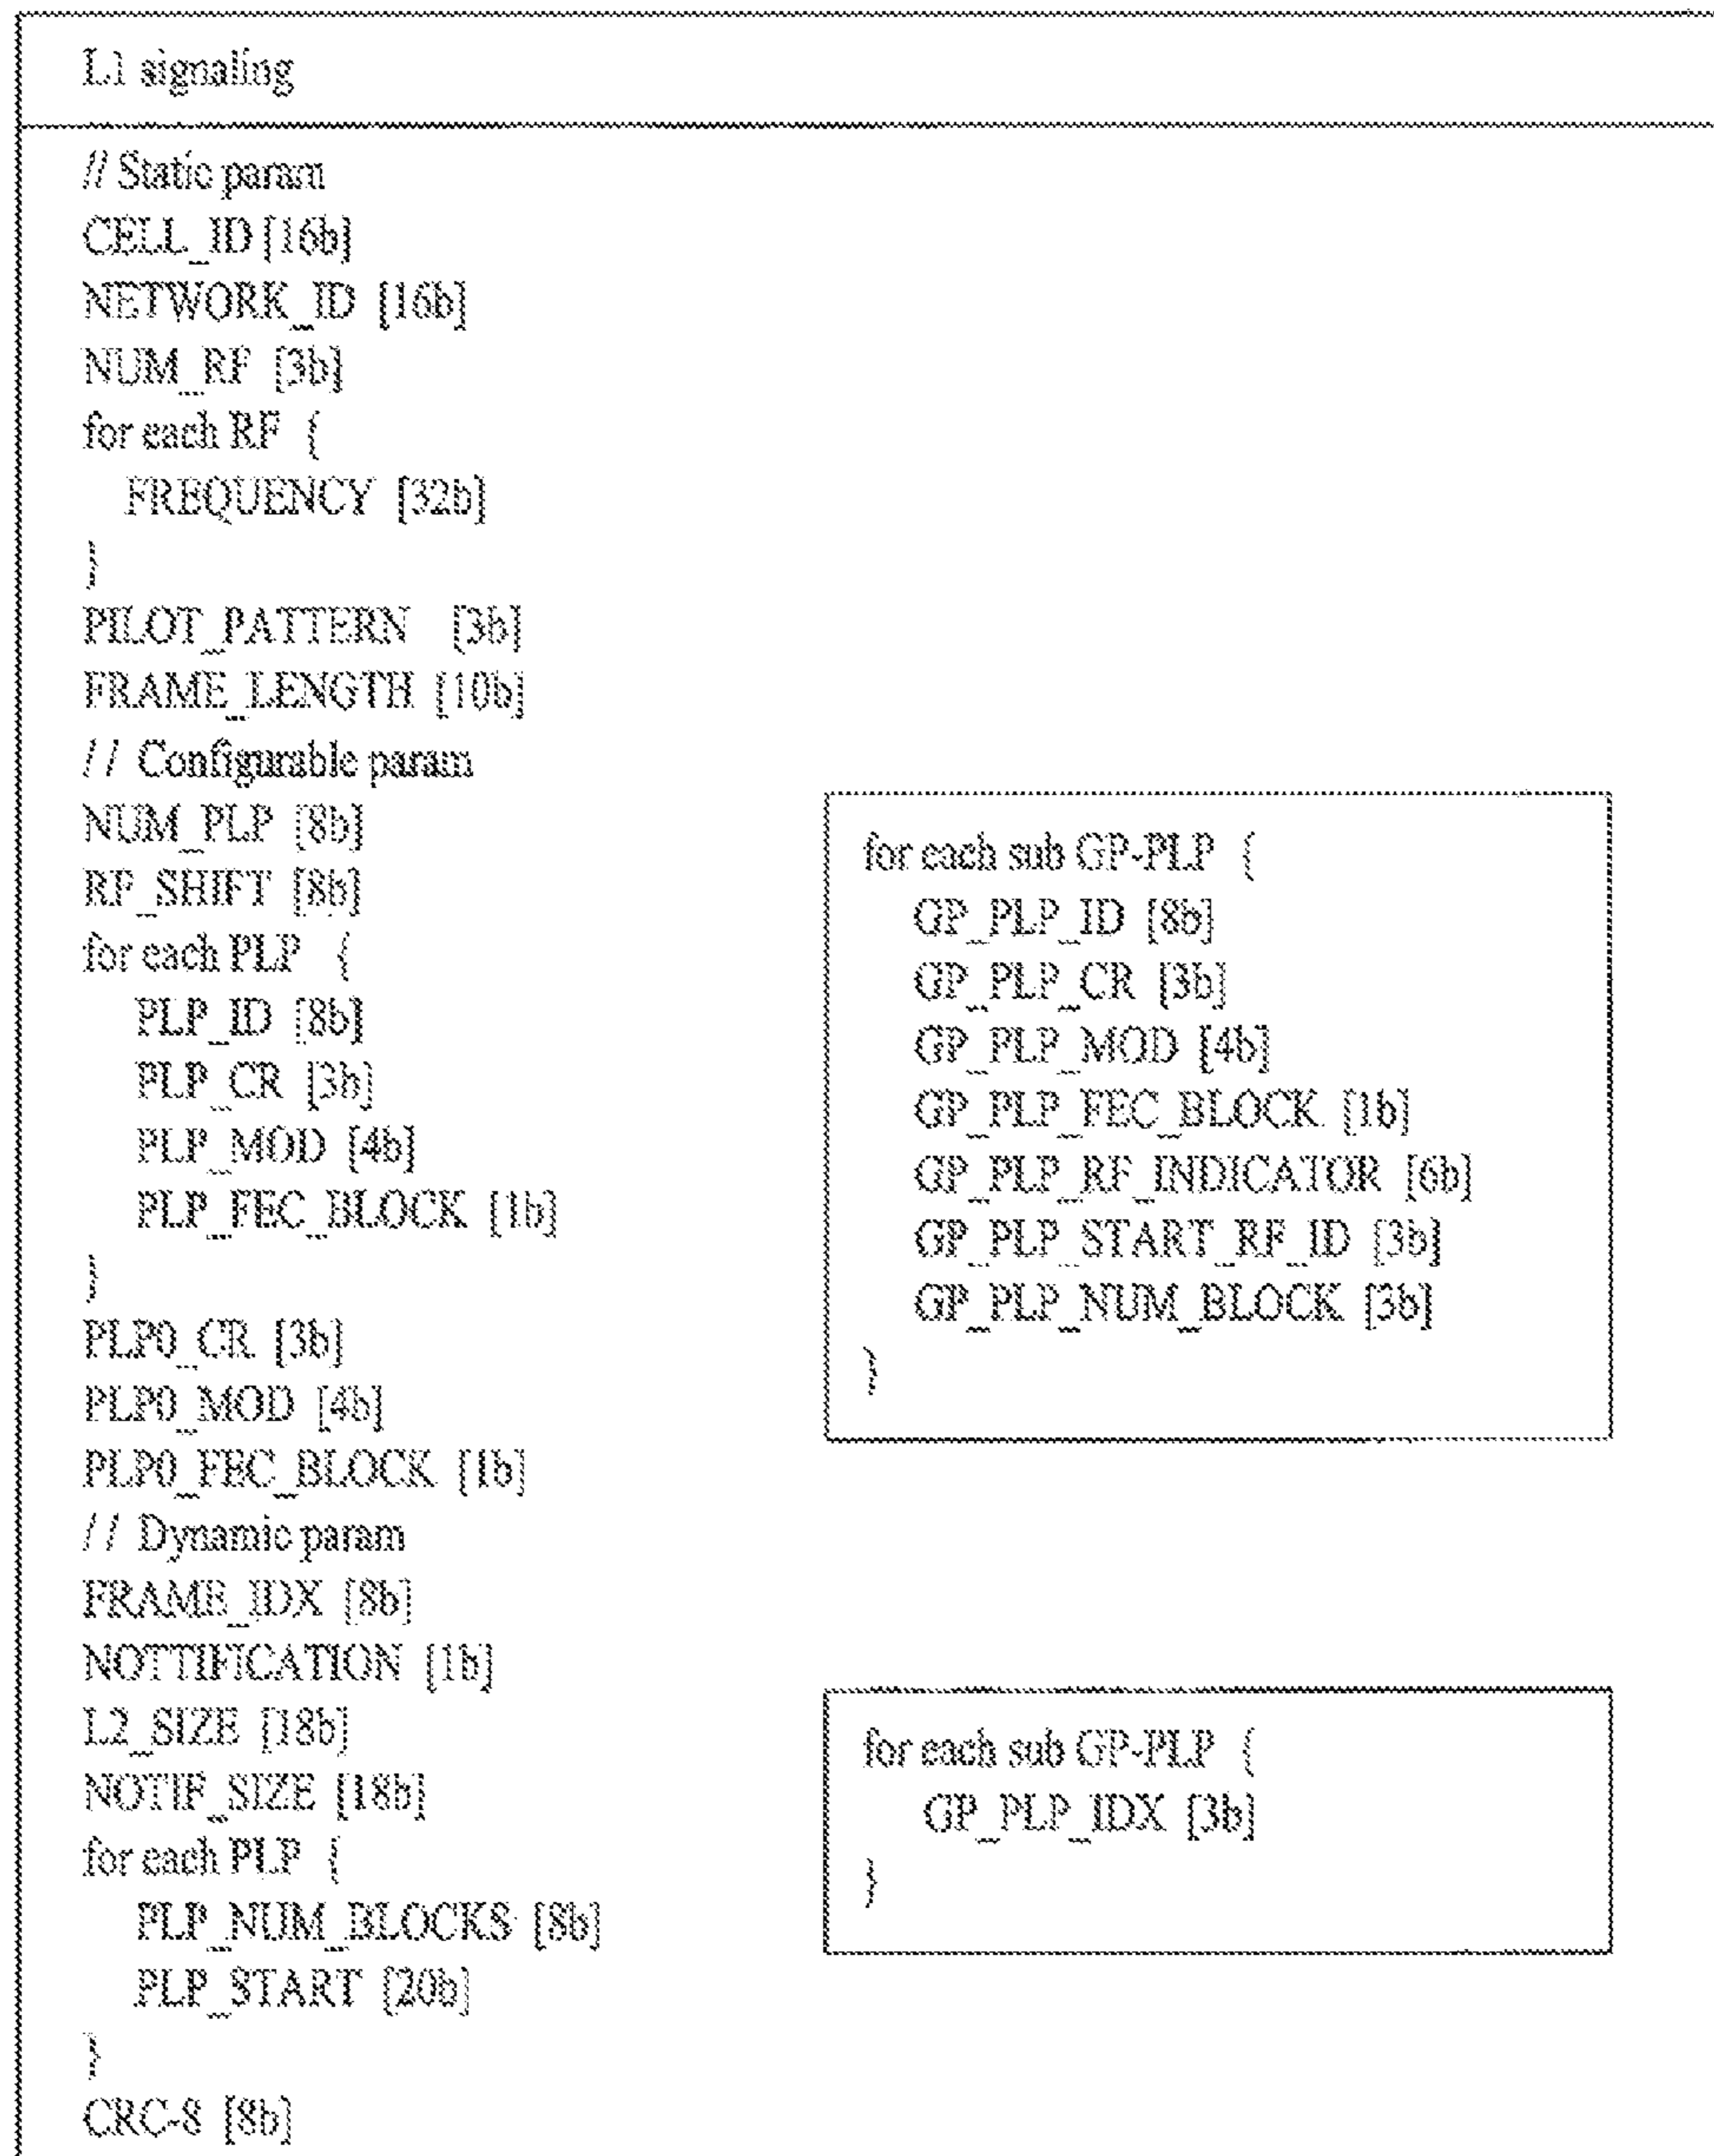 L1 signaling
// Static param
CELL_ID [16b]
NETWORK_ID [16b]
NUM_RF [3b]
for each RF {
FREQUENCY [32b]
}
PILOT_PATTERN [3b]
FRAME_LENGTH [10b]
// Configurable param
NUM_PLP [8b]
RF_SHIFT [8b]
for each PLP {
PLP_ID [8b]
PLP_CR [3b]
PLP_MOD [4b]
PLP_FEC_BLOCK [1b]
}
PLP0_CR [3b]
PLP0_MOD [4b]
PLP0_FEC_BLOCK [1b]
// Dynamic param
FRAME_IDX [8b]
NOTTIFICATION [1b]
L2_SIZE [18b]
NOTIF_SIZE [18b]
for each PLP {
PLP_NUM_BLOCKS [8b]
PLP_START [20b]
}
CRC-8 [8b]
for each sub GP-PLP {
GP_PLP_ID [8b]
GP_PLP_CR [3b]
GP_PLP_MOD [4b]
GP_PLP_FEC_BLOCK [1b]
GP_PLP_RF_INDICATOR [6b]
GP_PLP_START_RF_ID [3b]
GP_PLP_NUM_BLOCK [3b]
}
for each sub GP-PLP {
GP_PLP_IDX [3b]
}